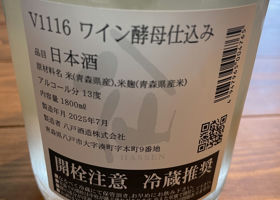 V1116 ワイン酵母仕込み
品目 日本酒
原材料名 米(青森県産)、米麹(青森県産米)
アルコール分 13度
内容量 1800ml
製造年月 2025年7月
製造者 八戸酒造株式会社
青森県八戸市大字湊町字本町9番地
HASSEN
開栓注意 冷蔵推奨